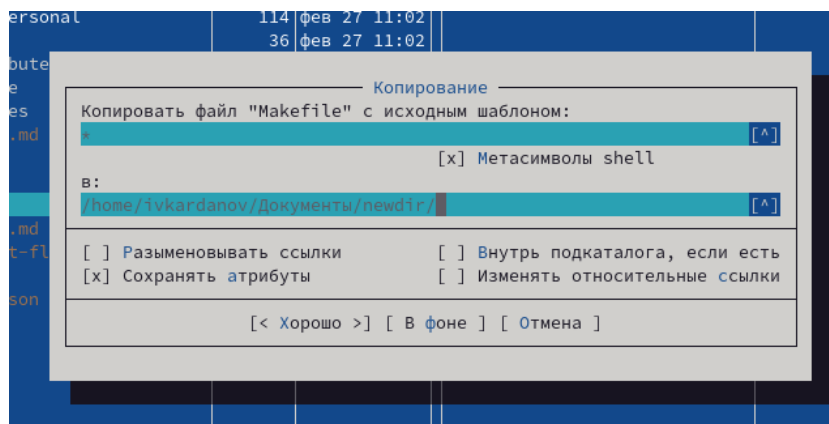 ersonal 114 фев 27 11:02
36 фев 27 11:02
bute
Копирование
e
Копировать файл "Makefile" с исходным шаблоном:
es
.md
* [^]
[x] Метасимволы shell
в:
/home/ivkardanov/Документы/newdir/ [^]
.md
t-fl
[ ] Разыменовывать ссылки [ ] Внутрь подкаталога, если есть
[x] Сохранять атрибуты [ ] Изменять относительные ссылки
son
[< Хорошо >] [ В фоне ] [ Отмена ]